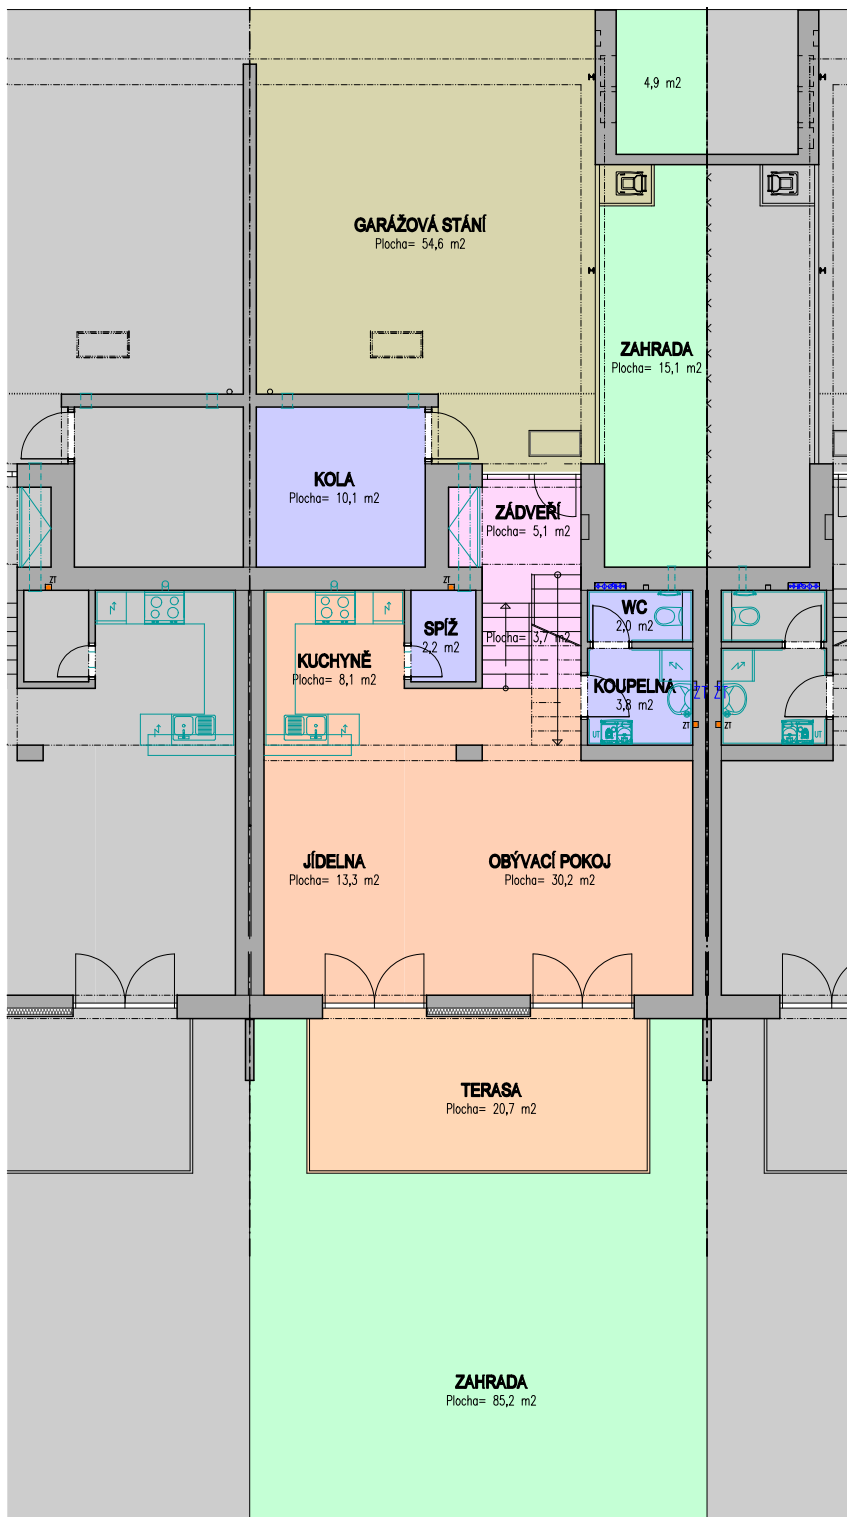 4,9 m2
GARÁŽOVÁ STÁNÍ
Plocha= 54,6 m2
ZAHRADA
Plocha= 15,1 m2
KOLA
Plocha= 10,1 m2
ZÁDVEŘÍ
Plocha= 5,1 m2
ZT
ZT
WC
2,0 m2
SPÍŽ
2,2 m2
Plocha= 3,7 m2
KUCHYNĚ
Plocha= 8,1 m2
KOUPELNA
3,8 m2
ZT ZT
ZT
ZT
UT
UT
JÍDELNA
Plocha= 13,3 m2
OBÝVACÍ POKOJ
Plocha= 30,2 m2
TERASA
Plocha= 20,7 m2
ZAHRADA
Plocha= 85,2 m2